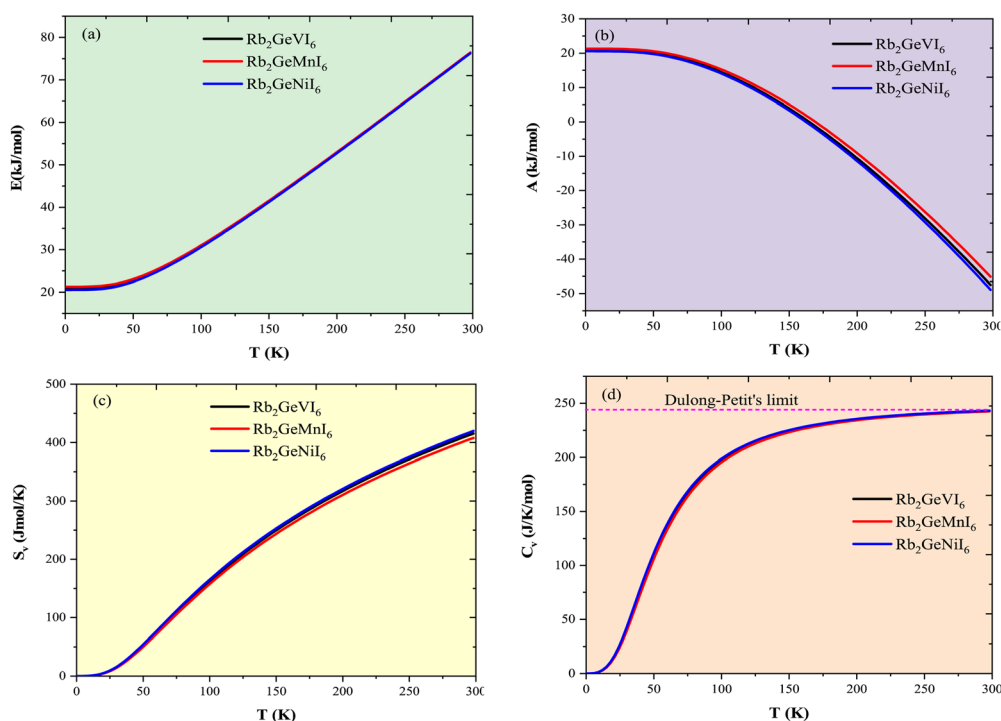 (a)
Rb2GeVI6
Rb2GeMnI6
Rb2GeNiI6
80
70
60
50
40
30
20
E(kJ/mol)
0 50 100 150 200 250 300
T (K)
(b)
Rb2GeVI6
Rb2GeMnI6
Rb2GeNiI6
30
20
10
0
-10
-20
-30
-40
-50
A (kJ/mol)
0 50 100 150 200 250 300
T (K)
(c)
Rb2GeVI6
Rb2GeMnI6
Rb2GeNiI6
500
400
300
200
100
0
Sv (Jmol/K)
0 50 100 150 200 250 300
T (K)
(d)
Dulong-Petit's limit
Rb2GeVI6
Rb2GeMnI6
Rb2GeNiI6
250
200
150
100
50
0
Cv (J/K/mol)
0 50 100 150 200 250 300
T (K)